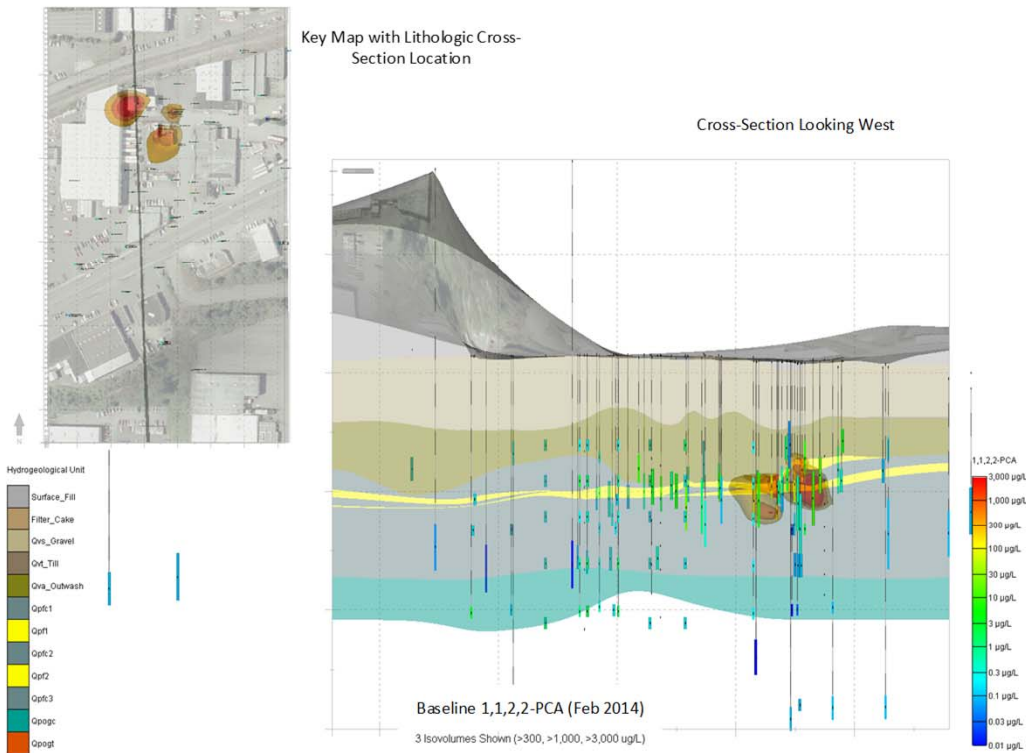 Key Map with Lithologic Cross-
Section Location
Cross-Section Looking West
N
Hydrogeological Unit
Surface_Fill
Filter_Cake
Qvs_Gravel
Qvt_Till
Qva_Outwash
Qpfc1
Qpf1
Qpfc2
Qpf2
Qpfc3
Qpogc
Qpogt
1,1,2,2-PCA
3,000 µg/L
1,000 µg/L
300 µg/L
100 µg/L
30 µg/L
10 µg/L
3 µg/L
1 µg/L
0.3 µg/L
0.1 µg/L
0.03 µg/L
0.01 µg/L
Baseline 1,1,2,2-PCA (Feb 2014)
3 Isovolumes Shown (>300, >1,000, >3,000 ug/L)